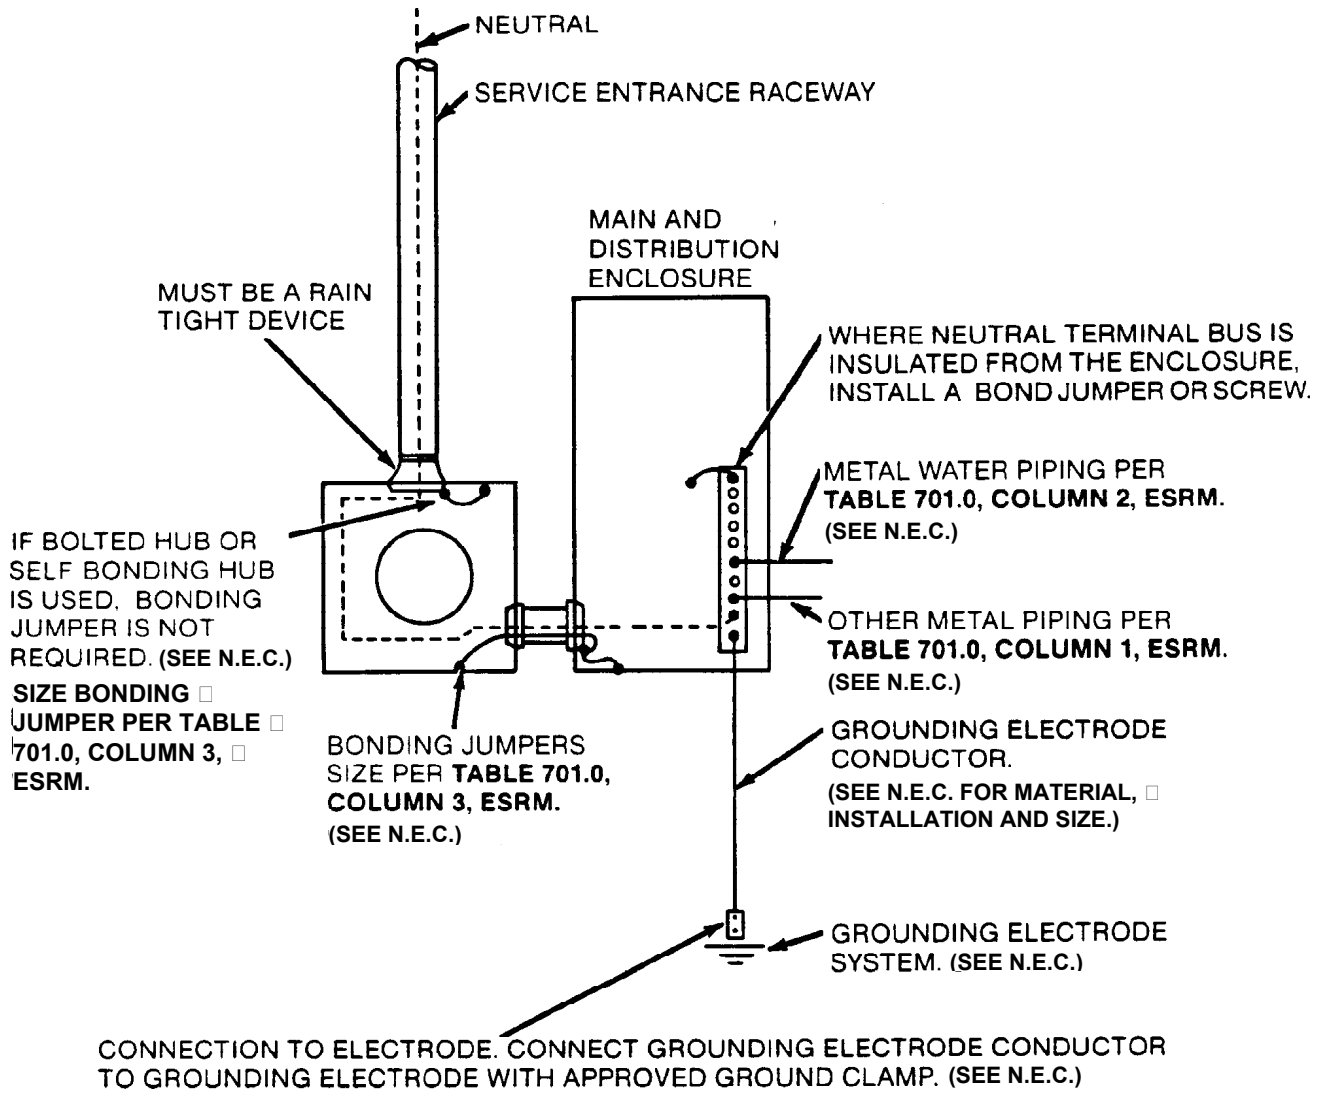 NEUTRAL
SERVICE ENTRANCE RACEWAY
MAIN AND
DISTRIBUTION
ENCLOSURE
MUST BE A RAIN
TIGHT DEVICE
WHERE NEUTRAL TERMINAL BUS IS
INSULATED FROM THE ENCLOSURE,
INSTALL A BOND JUMPER OR SCREW.
METAL WATER PIPING PER
TABLE 701.0, COLUMN 2, ESRM.
(SEE N.E.C.)
IF BOLTED HUB OR
SELF BONDING HUB
IS USED, BONDING
JUMPER IS NOT
REQUIRED. (SEE N.E.C.)
SIZE BONDING □
JUMPER PER TABLE □
701.0, COLUMN 3, □
ESRM.
OTHER METAL PIPING PER
TABLE 701.0, COLUMN 1, ESRM.
(SEE N.E.C.)
BONDING JUMPERS
SIZE PER TABLE 701.0,
COLUMN 3, ESRM.
(SEE N.E.C.)
GROUNDING ELECTRODE
CONDUCTOR.
(SEE N.E.C. FOR MATERIAL, □
INSTALLATION AND SIZE.)
GROUNDING ELECTRODE
SYSTEM. (SEE N.E.C.)
CONNECTION TO ELECTRODE. CONNECT GROUNDING ELECTRODE CONDUCTOR
TO GROUNDING ELECTRODE WITH APPROVED GROUND CLAMP. (SEE N.E.C.)